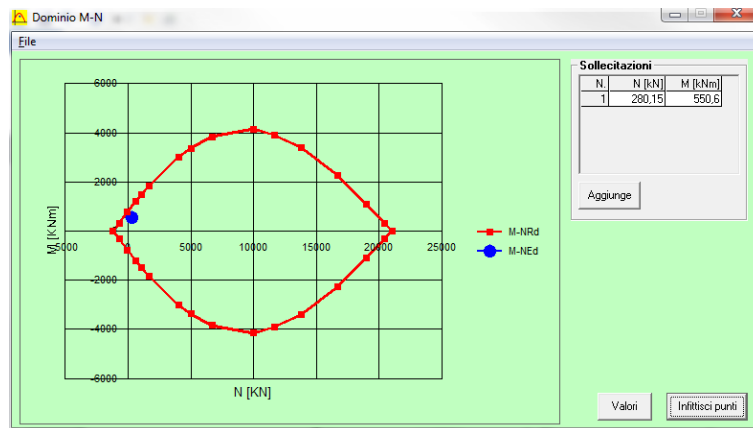 Dominio M-N
File
6000
4000
2000
-2000
-4000
-6000
M [KNm]
-5000
0
5000
10000
15000
20000
25000
N [KN]
M-NRd
M-NEd
Sollecitazioni
N. N [kN] M [kNm]
1 280,15 550,6
Aggiunge
Valori
Infittisci punti